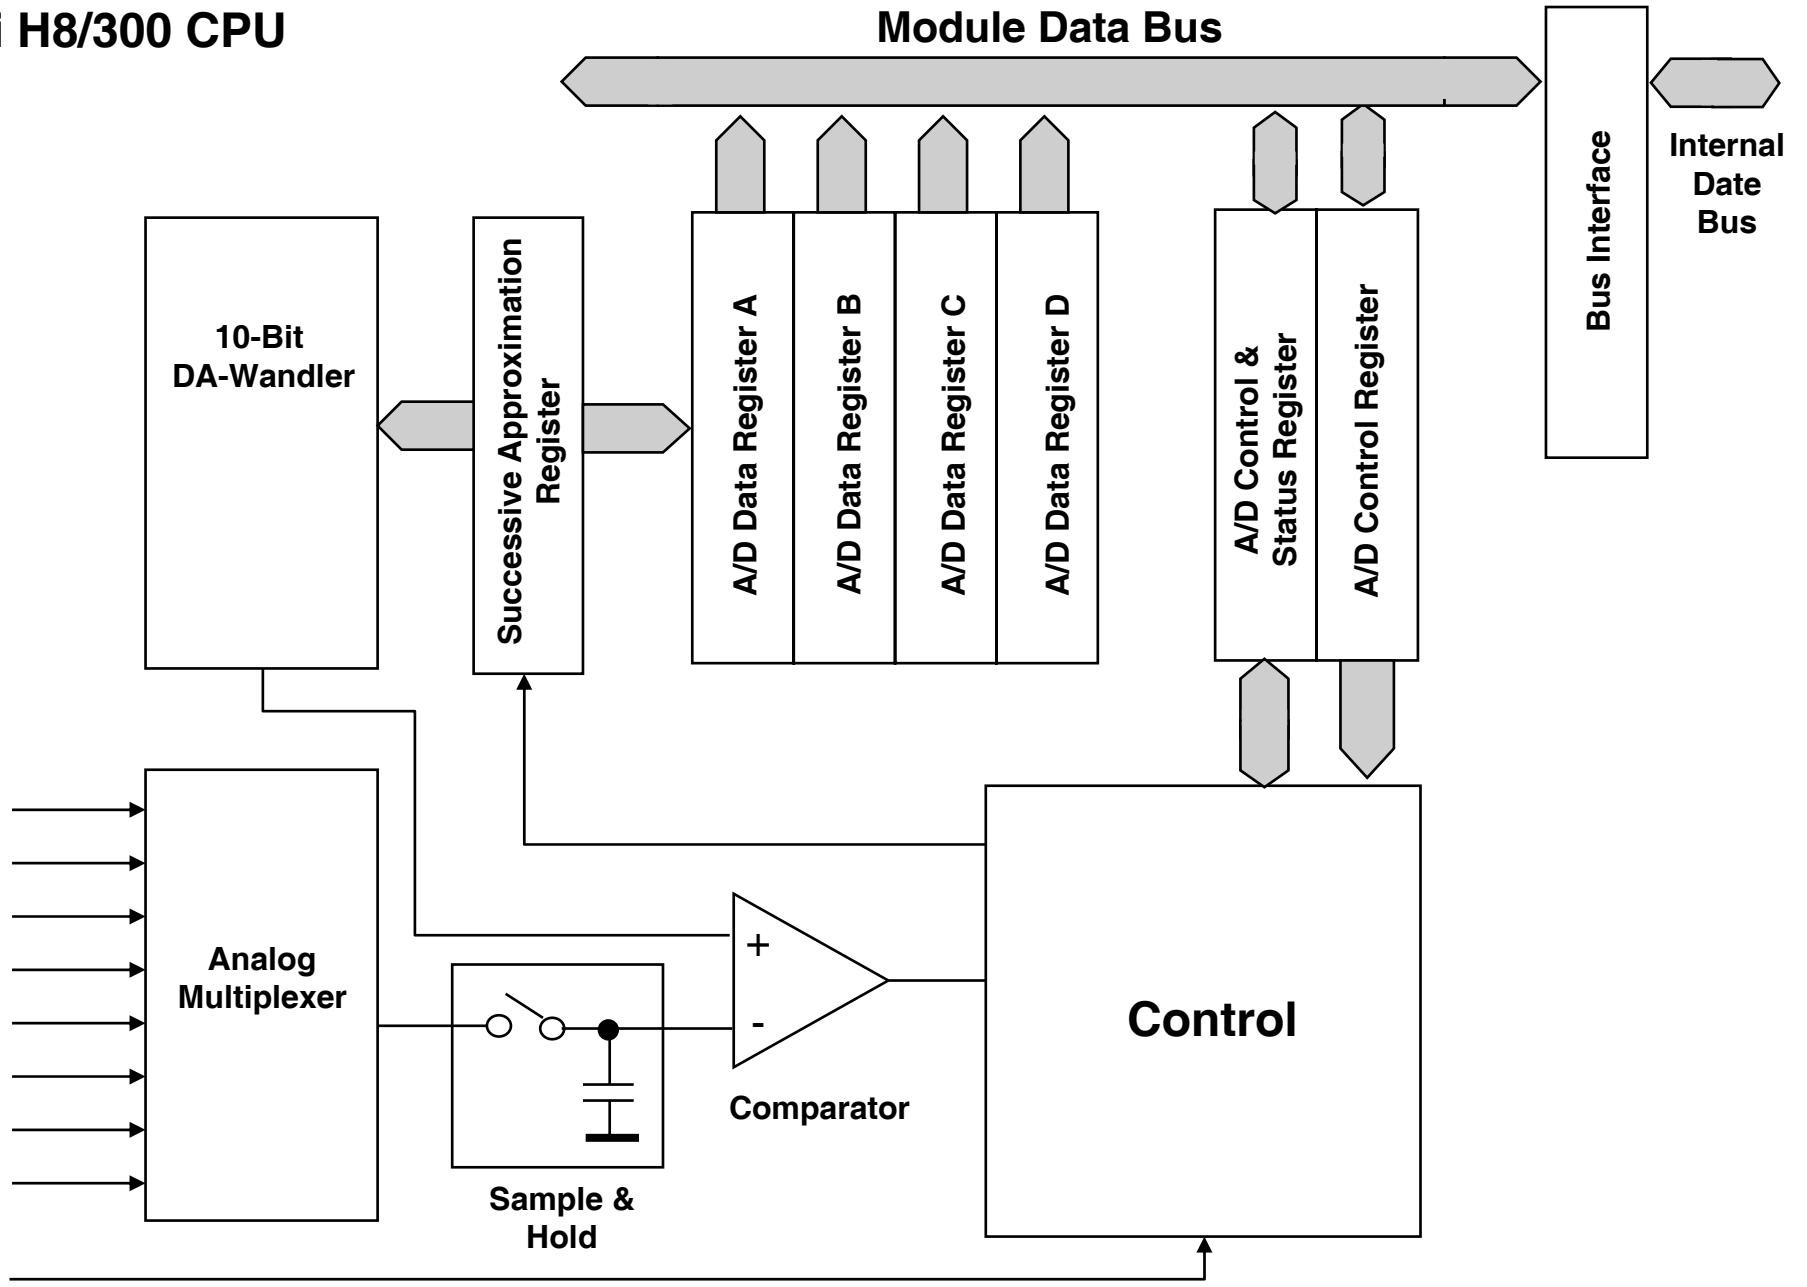 H8/300 CPU
Module Data Bus
Internal
Date
Bus
Bus Interface
10-Bit
DA-Wandler
Successive Approximation
Register
A/D Data Register A
A/D Data Register B
A/D Data Register C
A/D Data Register D
A/D Control &
Status Register
A/D Control Register
Analog
Multiplexer
+
-
Comparator
Sample &
Hold
Control